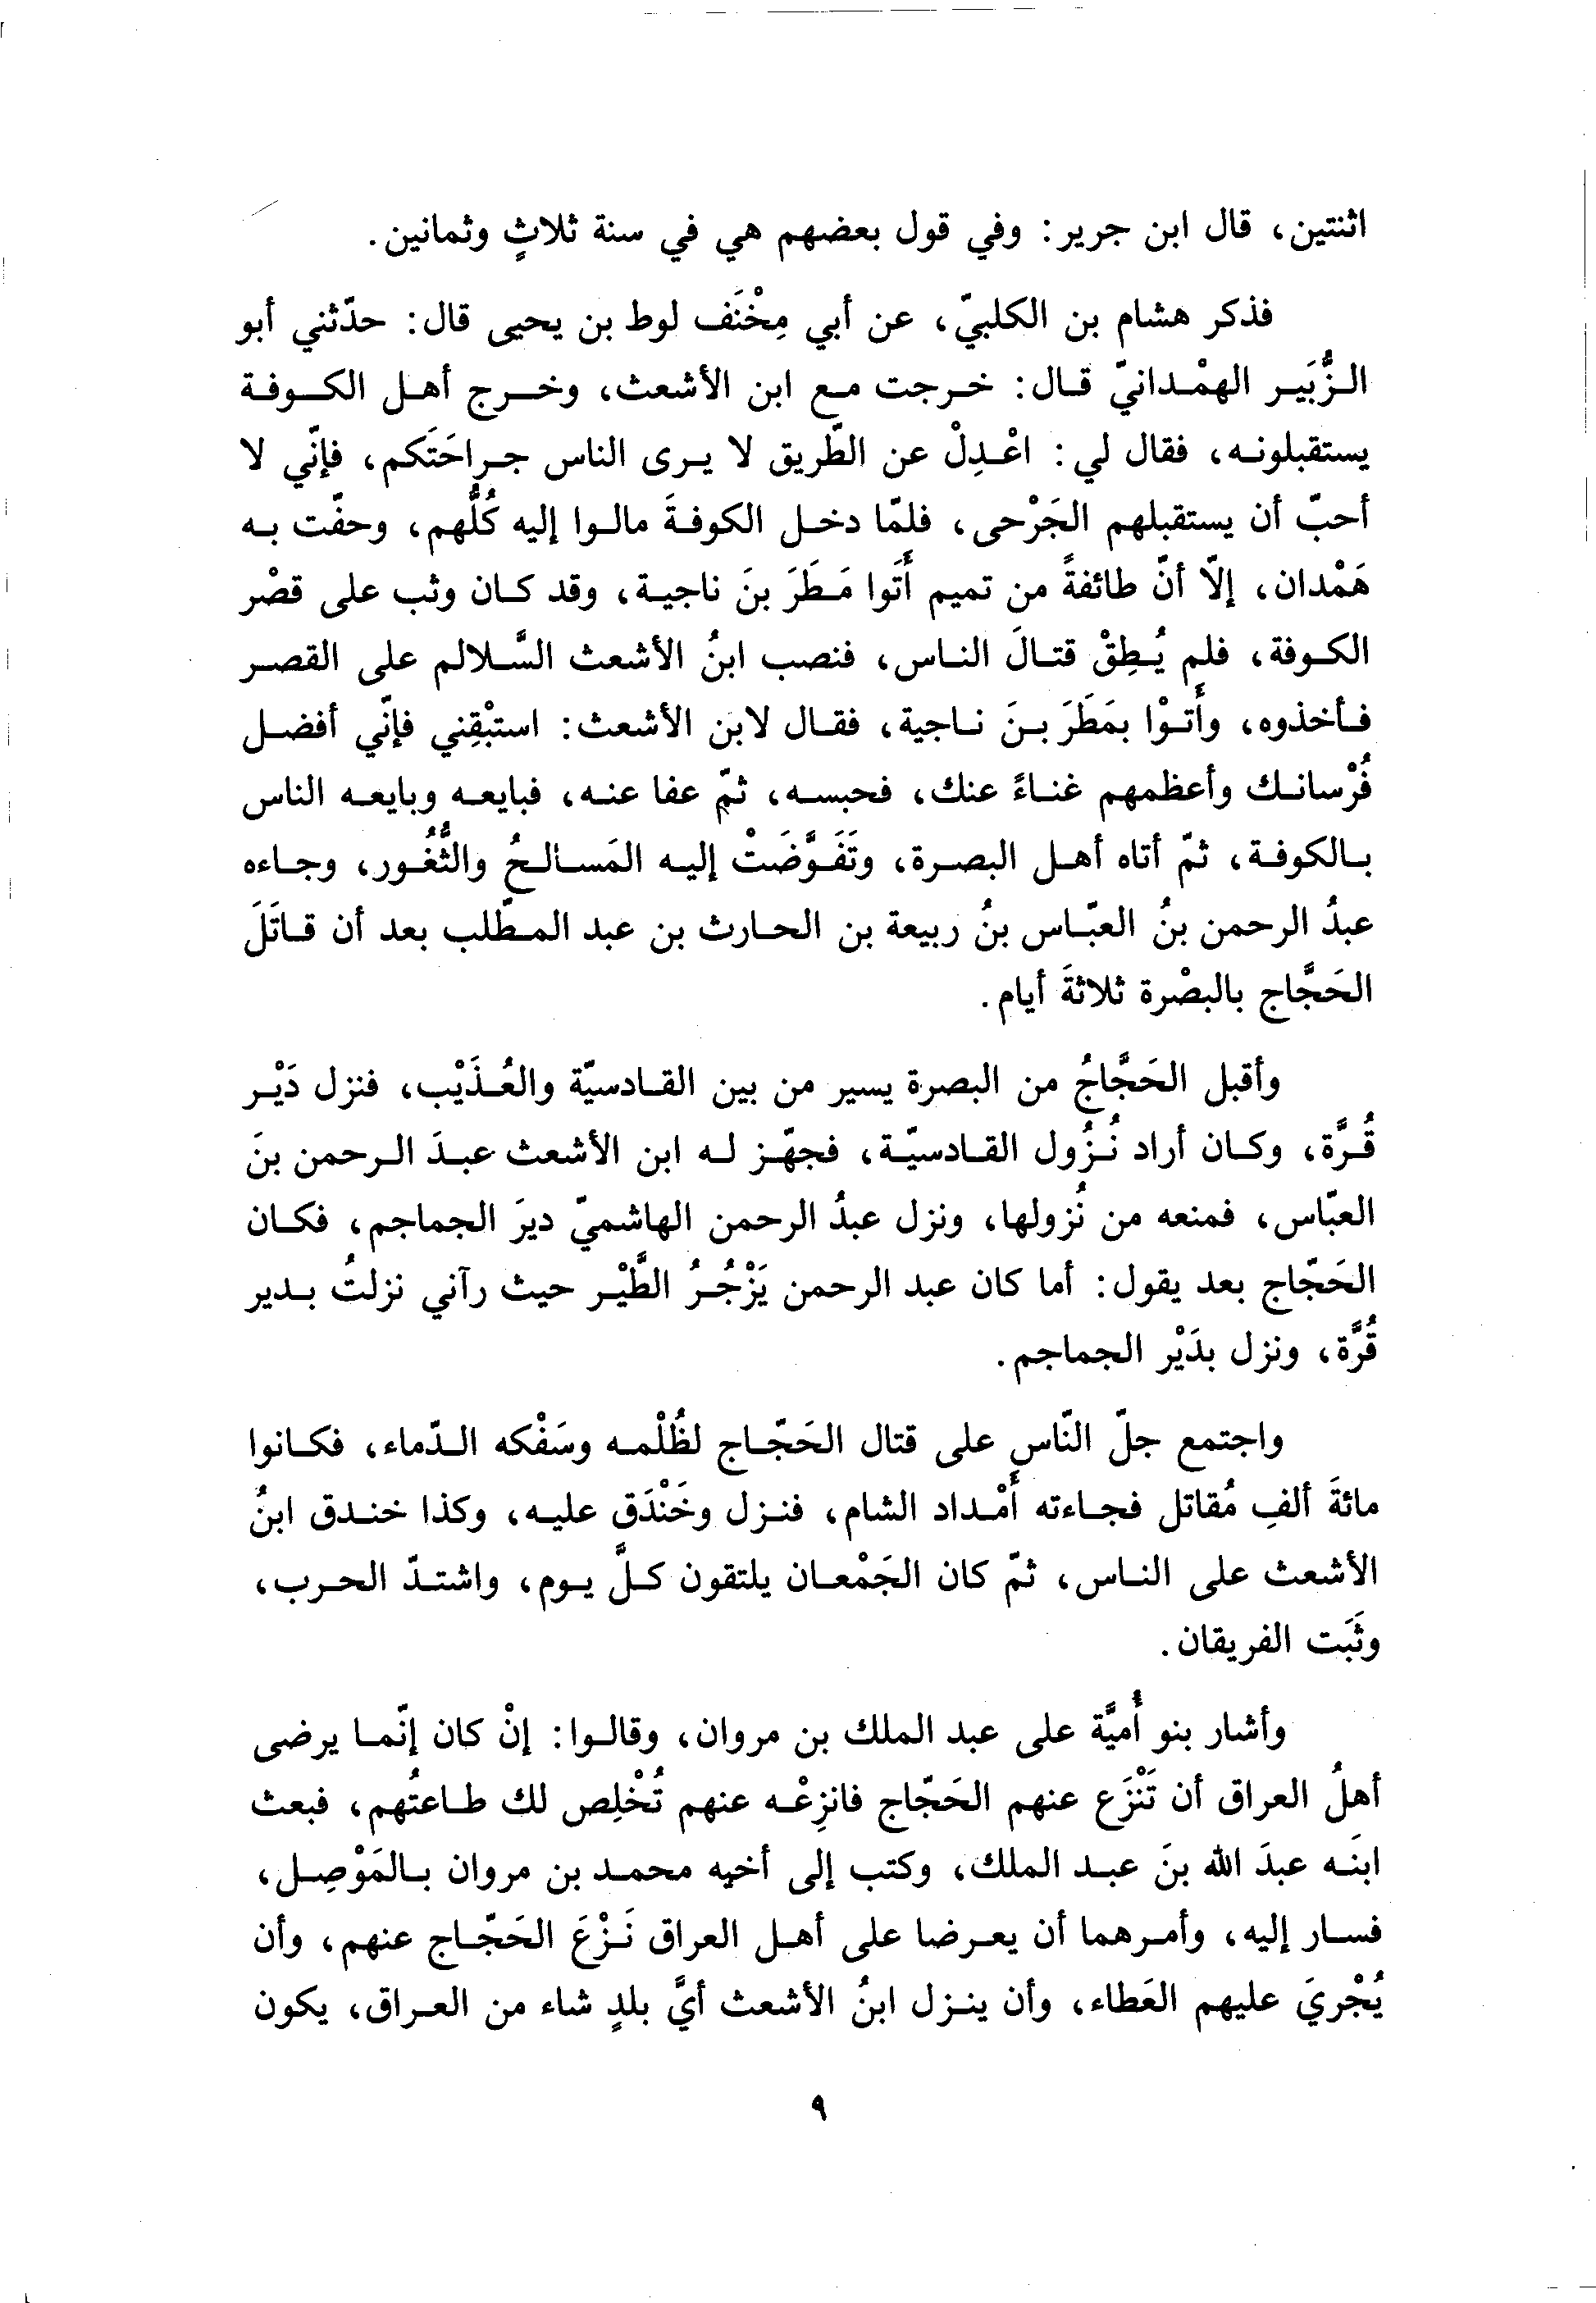 اثنتين، قال ابن جرير: وفي قول بعضهم هي في سنة ثلاثٍ وثمانين.
فذكر هشام بن الكلبيّ، عن أبي مِخْنَف لوط بن يحيى قال: حدّثني أبو
الزُّبَير الهمْدانيّ قال: خرجت مع ابن الأشعث، وخرج أهل الكوفة
يستقبلونه، فقال لي: اعْدِلْ عن الطّريق لا يرى الناس جراحَتَكم، فإنّي لا
أحبّ أن يستقبلهم الجَرْحى، فلمّا دخل الكوفةَ مالوا إليه كُلُّهم، وحفّت به
هَمْدان، إلّا أنّ طائفةً من تميم أَتَوا مَطَرَ بنَ ناجية، وقد كان وثب على قصْر
الكوفة، فلم يُطِقْ قتالَ الناس، فنصب ابنُ الأشعث السَّلالم على القصر
فأخذوه، وأَتوْا بمَطَرَ بنَ ناجية، فقال لابن الأشعث: استبْقِني فإنّي أفضل
فُرْسانك وأعظمهم غناءً عنك، فحبسه، ثمّ عفا عنه، فبايعه وبايعه الناس
بالكوفة، ثمّ أتاه أهل البصرة، وتَفَوَّضَتْ إليه المَسالحُ والثُّغُور، وجاءه
عبدُ الرحمن بنُ العبّاس بنُ ربيعة بن الحارث بن عبد المطّلب بعد أن قاتَلَ
الحَجَّاج بالبصْرة ثلاثةَ أيام.
وأقبل الحَجَّاجُ من البصرة يسير من بين القادسيّة والعُذَيْب، فنزل دَيْر
قُرَّة، وكان أراد نُزُول القادسيّة، فجهّز له ابن الأشعث عبدَ الرحمن بنَ
العبّاس، فمنعه من نُزولها، ونزل عبدُ الرحمن الهاشميّ ديرَ الجماجم، فكان
الحَجّاج بعد يقول: أما كان عبد الرحمن يَزْجُرُ الطَّيْر حيث رآني نزلتُ بدير
قُرَّة، ونزل بدَيْر الجماجم.
واجتمع جلّ النّاس على قتال الحَجّاج لظُلْمه وسَفْكه الدّماء، فكانوا
مائةَ ألفِ مُقاتل فجاءته أَمْداد الشام، فنزل وخَنْدَق عليه، وكذا خندق ابنُ
الأشعث على الناس، ثمّ كان الجَمْعان يلتقون كلَّ يوم، واشتدّ الحرب،
وثَبَت الفريقان.
وأشار بنو أُميَّة على عبد الملك بن مروان، وقالوا: إنْ كان إنّما يرضى
أهلُ العراق أن تَنْزَع عنهم الحَجّاج فانزِعْه عنهم تُخْلِص لك طاعتُهم، فبعث
ابنَه عبدَ الله بنَ عبد الملك، وكتب إلى أخيه محمد بن مروان بالمَوْصِل،
فسار إليه، وأمرهما أن يعرضا على أهل العراق نَزْعَ الحَجّاج عنهم، وأن
يُجْريَ عليهم العَطاء، وأن ينزل ابنُ الأشعث أيَّ بلدٍ شاء من العراق، يكون
٩